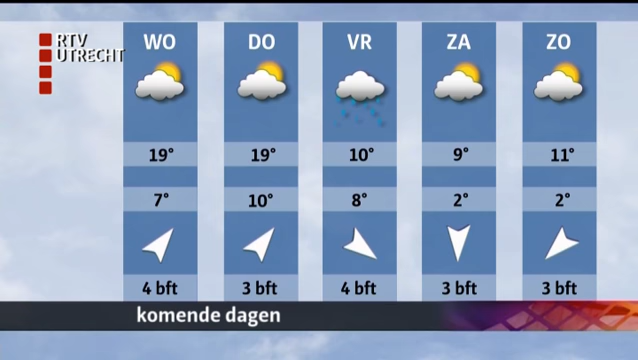 RTV
UTRECHT
WO DO VR ZA ZO
19° 19° 10° 9° 11°
7° 10° 8° 2° 2°
4 bft 3 bft 4 bft 3 bft 3 bft
komende dagen